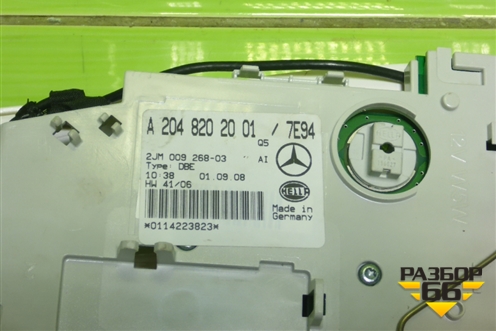 A 204 820 20 01 / 7E94
QS
2JM 009 268-03 AI
Type: DBE
10:38 01.09.08
HW 41/06
HELLA
Made in
Germany
*0114223823*
РАЗБОР
66